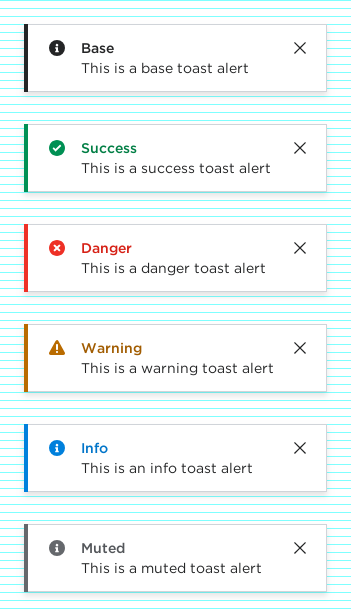 Base
This is a base toast alert
Success
This is a success toast alert
Danger
This is a danger toast alert
Warning
This is a warning toast alert
Info
This is an info toast alert
Muted
This is a muted toast alert